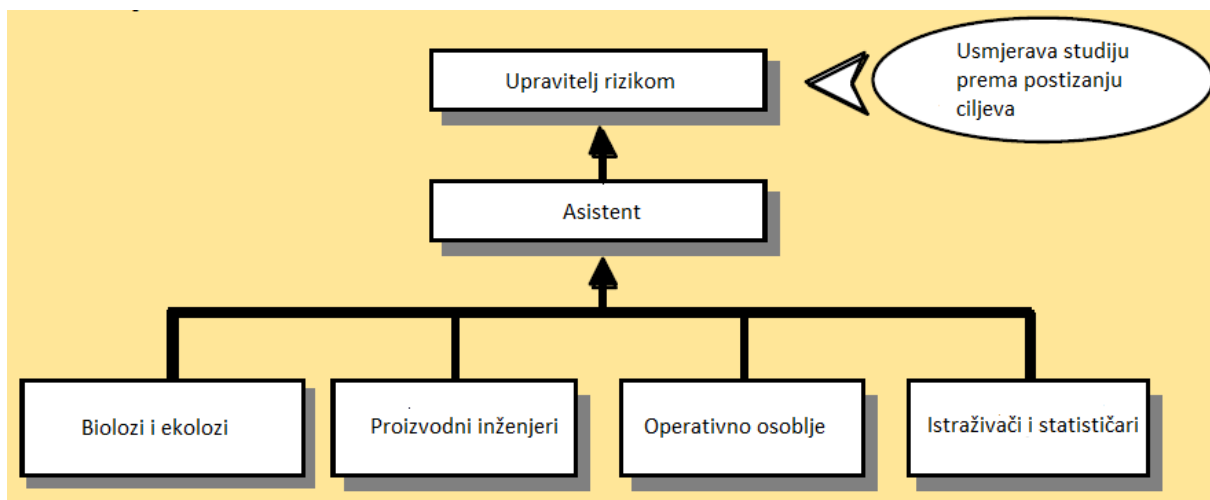 Upravitelj rizikom
Usmjerava studiju
prema postizanju
ciljeva
Asistent
Biolozi i ekolozi
Proizvodni inženjeri
Operativno osoblje
Istraživači i statističari